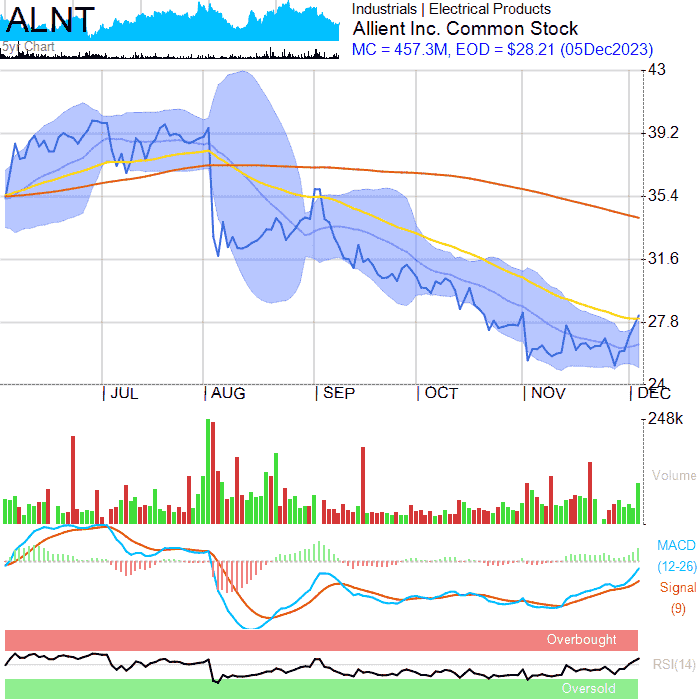 ALNT
5yr Chart
Industrials | Electrical Products
Allient Inc. Common Stock
MC = 457.3M, EOD = $28.21 (05Dec2023)
43
39.2
35.4
31.6
27.8
24
JUL
AUG
SEP
OCT
NOV
DEC
248k
Volume
MACD
(12-26)
Signal
(9)
Overbought
RSI(14)
Oversold